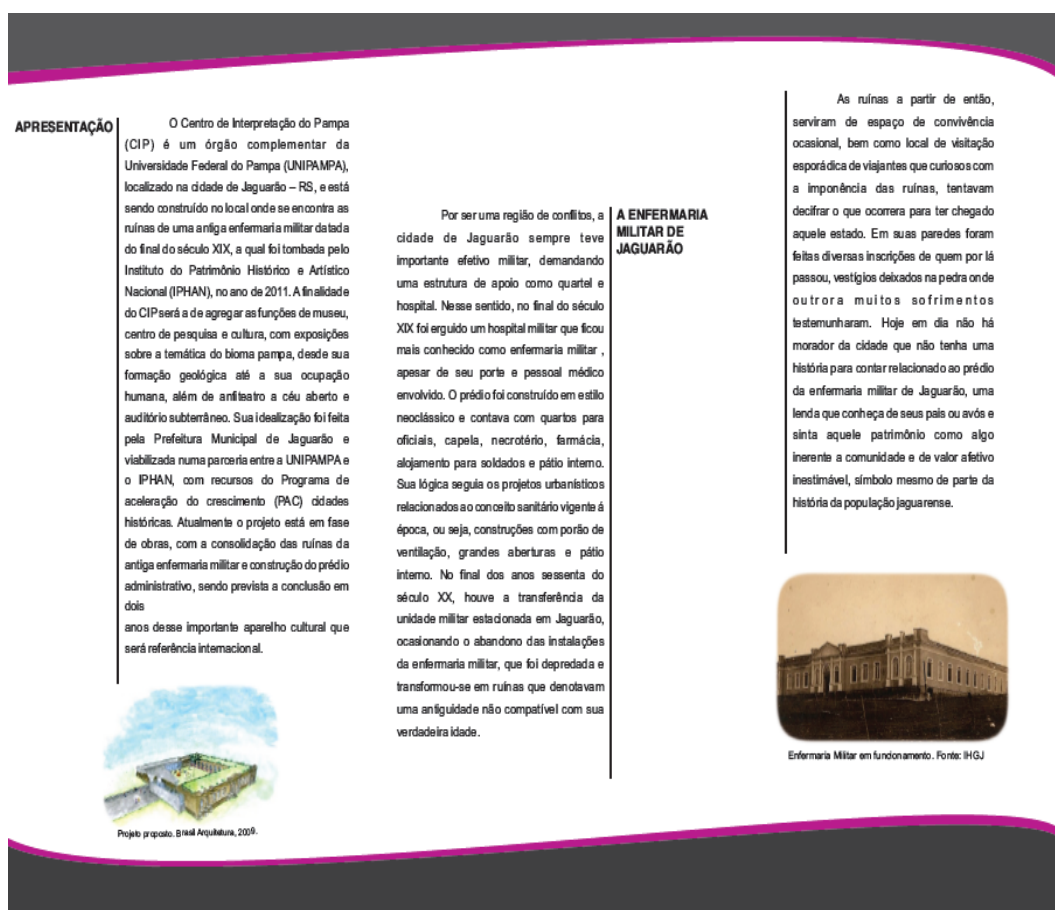 APRESENTAÇÃO
O Centro de Interpretação do Pampa
(CIP) é um órgão complementar da
Universidade Federal do Pampa (UNIPAMPA),
localizado na cidade de Jaguarão – RS, e está
sendo construído no local onde se encontra as
ruínas de uma antiga enfermaria militar datada
do final do século XIX, a qual foi tombada pelo
Instituto do Patrimônio Histórico e Artístico
Nacional (IPHAN), no ano de 2011. A finalidade
do CIP será a de agregar as funções de museu,
centro de pesquisa e cultura, com exposições
sobre a temática do bioma pampa, desde sua
formação geológica até a sua ocupação
humana, além de anfiteatro a céu aberto e
auditório subterrâneo. Sua idealização foi feita
pela Prefeitura Municipal de Jaguarão e
viabilizada numa parceria entre a UNIPAMPA e
o IPHAN, com recursos do Programa de
aceleração do crescimento (PAC) cidades
históricas. Atualmente o projeto está em fase
de obras, com a consolidação das ruínas da
antiga enfermaria militar e construção do prédio
administrativo, sendo prevista a conclusão em
dois
anos desse importante aparelho cultural que
será referência internacional.
Projeto proposto. Brasil Arquitetura, 2009.
A ENFERMARIA
MILITAR DE
JAGUARÃO
Por ser uma região de conflitos, a
cidade de Jaguarão sempre teve
importante efetivo militar, demandando
uma estrutura de apoio como quartel e
hospital. Nesse sentido, no final do século
XIX foi erguido um hospital militar que ficou
mais conhecido como enfermaria militar ,
apesar de seu porte e pessoal médico
envolvido. O prédio foi construído em estilo
neoclássico e contava com quartos para
oficiais, capela, necrotério, farmácia,
alojamento para soldados e pátio interno.
Sua lógica seguia os projetos urbanísticos
relacionados ao conceito sanitário vigente á
época, ou seja, construções com porão de
ventilação, grandes aberturas e pátio
interno. No final dos anos sessenta do
século XX, houve a transferência da
unidade militar estacionada em Jaguarão,
ocasionando o abandono das instalações
da enfermaria militar, que foi depredada e
transformou-se em ruínas que denotavam
uma antiguidade não compatível com sua
verdadeira idade.
As ruínas a partir de então,
serviram de espaço de convivência
ocasional, bem como local de visitação
esporádica de viajantes que curiosos com
a imponência das ruínas, tentavam
decifrar o que ocorrera para ter chegado
aquele estado. Em suas paredes foram
feitas diversas inscrições de quem por lá
passou, vestígios deixados na pedra onde
outrora muitos sofrimentos
testemunharam. Hoje em dia não há
morador da cidade que não tenha uma
história para contar relacionado ao prédio
da enfermaria militar de Jaguarão, uma
lenda que conheça de seus pais ou avós e
sinta aquele patrimônio como algo
inerente a comunidade e de valor afetivo
inestimável, símbolo mesmo de parte da
história da população jaguarense.
Enfermaria Militar em funcionamento. Fonte: IHGJ